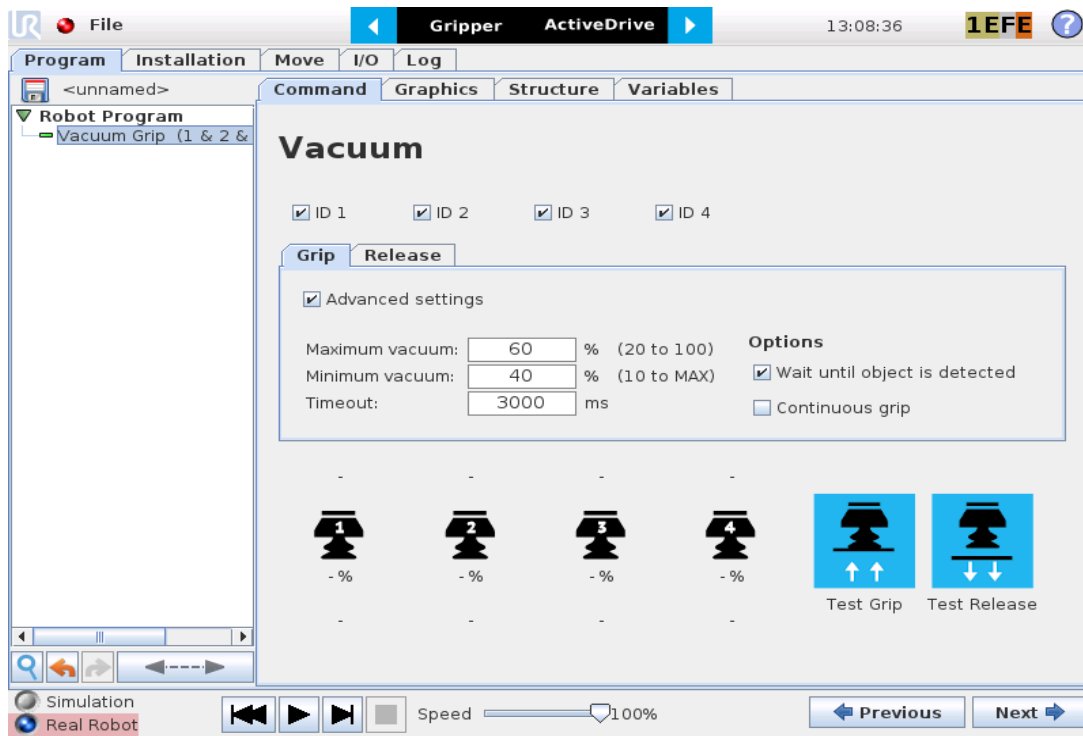 UR File Gripper ActiveDrive 13:08:36 1EFE ?
Program Installation Move I/O Log
<unnamed> Command Graphics Structure Variables
Robot Program
Vacuum Grip (1 & 2 &
Vacuum
ID 1 ID 2 ID 3 ID 4
Grip Release
Advanced settings
Maximum vacuum: 60 % (20 to 100) Options
Minimum vacuum: 40 % (10 to MAX) Wait until object is detected
Timeout: 3000 ms Continuous grip
- - - -
1 2 3 4
- % - % - % - %
Test Grip Test Release
- - - -
Simulation
Real Robot
Speed 100% Previous Next